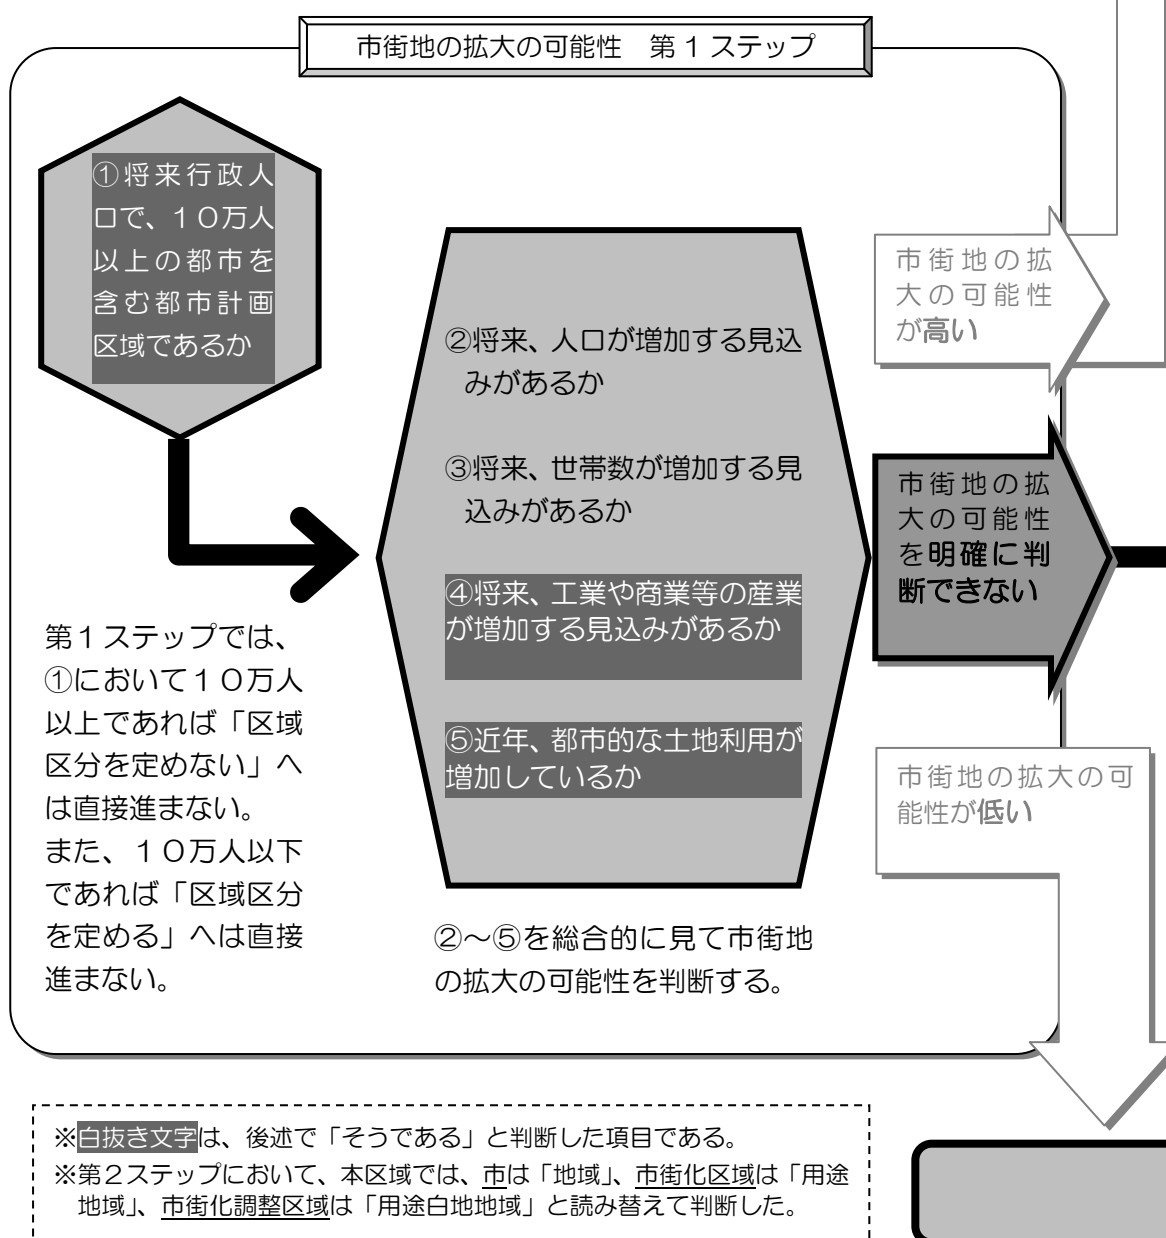 市街地の拡大の可能性　第１ステップ
①将来行政人
口で、１０万人
以上の都市を
含む都市計画
区域であるか
②将来、人口が増加する見込
みがあるか
③将来、世帯数が増加する見
込みがあるか
④将来、工業や商業等の産業
が増加する見込みがあるか
⑤近年、都市的な土地利用が
増加しているか
市街地の拡
大の可能性
が高い
市街地の拡
大の可能性
を明確に判
断できない
市街地の拡大の可
能性が低い
第１ステップでは、
①において１０万人
以上であれば「区域
区分を定めない」へ
は直接進まない。
また、１０万人以下
であれば「区域区分
を定める」へは直接
進まない。
②～⑤を総合的に見て市街地
の拡大の可能性を判断する。
※白抜き文字は、後述で「そうである」と判断した項目である。
※第２ステップにおいて、本区域では、市は「地域」、市街化区域は「用途
地域」、市街化調整区域は「用途白地地域」と読み替えて判断した。